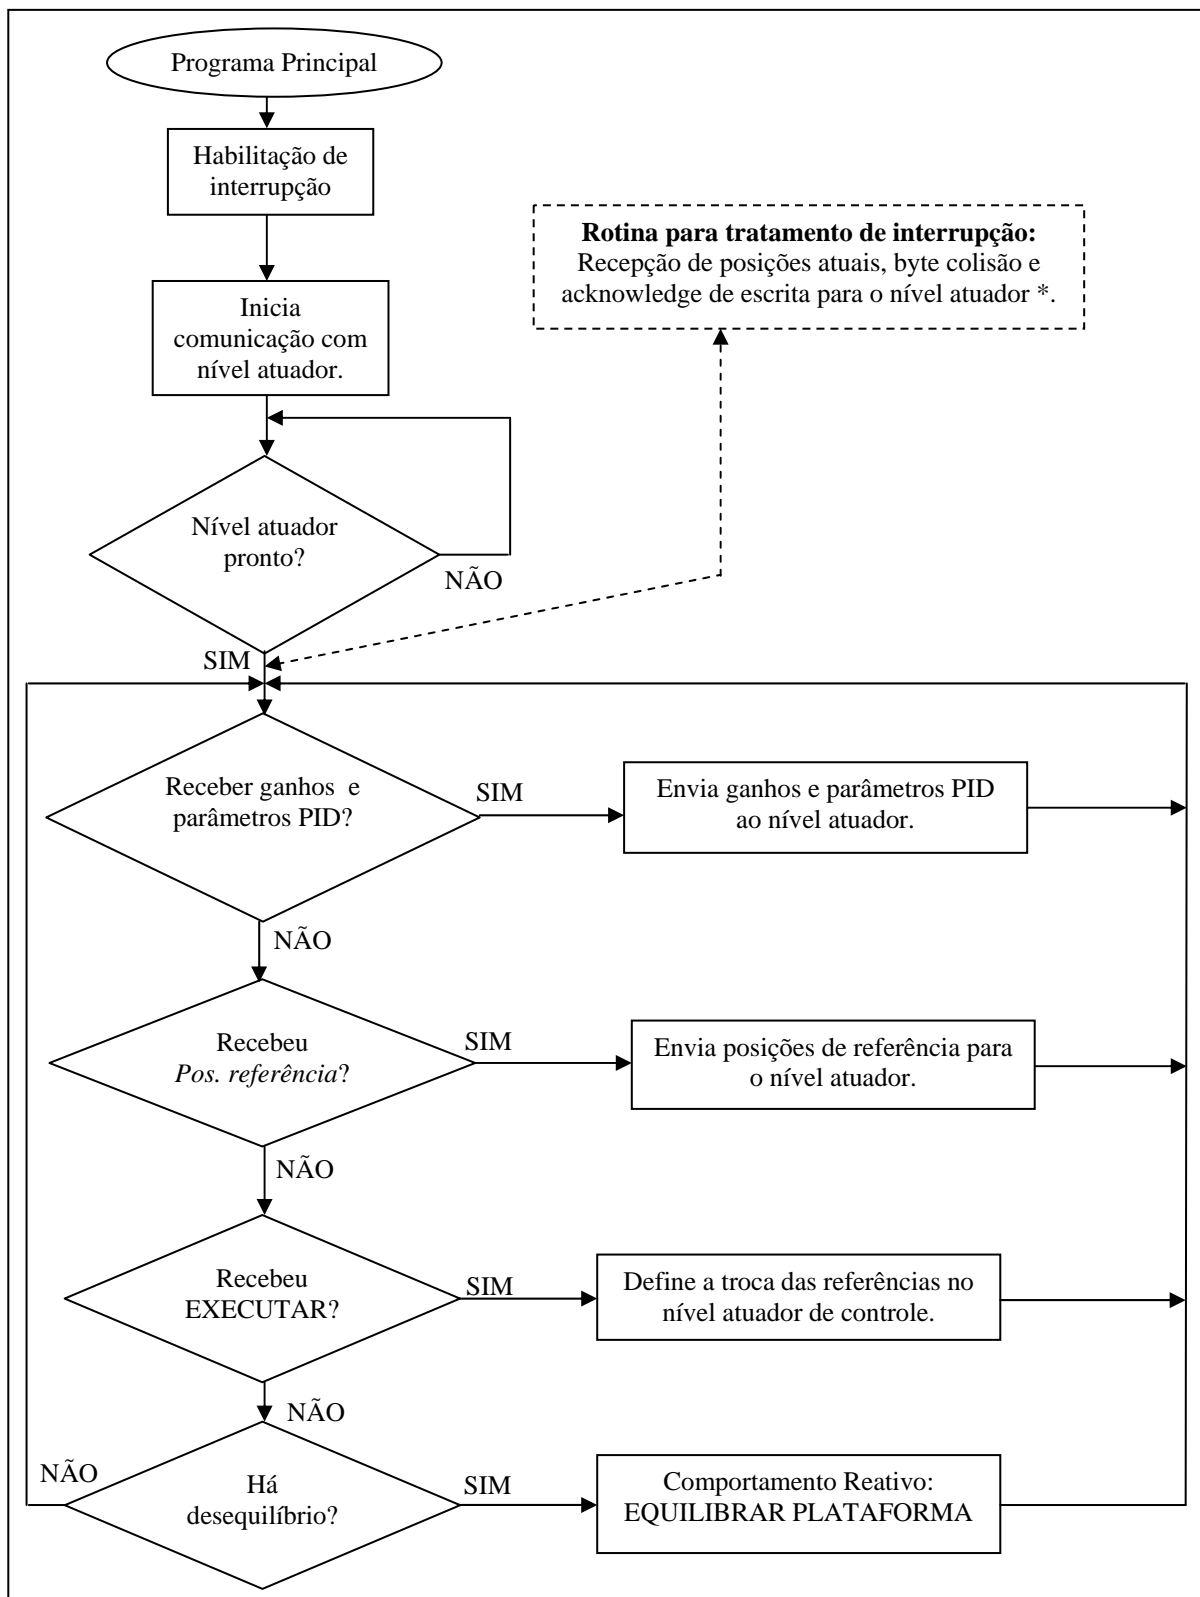 Programa Principal
Habilitação de
interrupção
Rotina para tratamento de interrupção:
Recepção de posições atuais, byte colisão e
acknowledge de escrita para o nível atuador *.
Inicia
comunicação com
nível atuador.
Nível atuador
pronto?
NÃO
SIM
Receber ganhos e
parâmetros PID?
SIM
Envia ganhos e parâmetros PID
ao nível atuador.
NÃO
Recebeu
Pos. referência?
SIM
Envia posições de referência para
o nível atuador.
NÃO
Recebeu
EXECUTAR?
SIM
Define a troca das referências no
nível atuador de controle.
NÃO
NÃO
Há
desequilíbrio?
SIM
Comportamento Reativo:
EQUILIBRAR PLATAFORMA